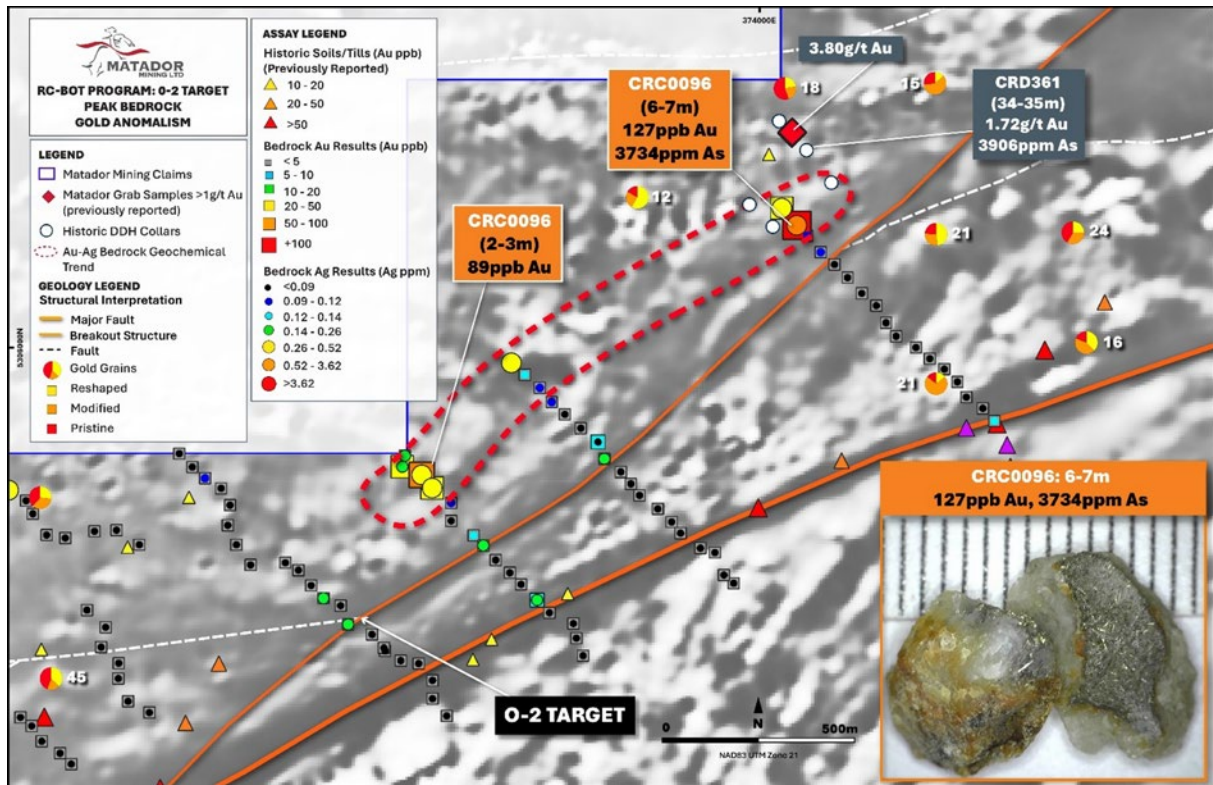 MATADOR
MINING LTD
RC-BOT PROGRAM: 0-2 TARGET
PEAK BEDROCK
GOLD ANOMALISM
LEGEND
Matador Mining Claims
Matador Grab Samples >1g/t Au
(previously reported)
Historic DDH Collars
Au-Ag Bedrock Geochemical
Trend
GEOLOGY LEGEND
Structural Interpretation
Major Fault
Breakout Structure
Fault
Gold Grains
Reshaped
Modified
Pristine
ASSAY LEGEND
Historic Soils/Tills (Au ppb)
(Previously Reported)
10 - 20
20 - 50
>50
Bedrock Au Results (Au ppb)
< 5
5 - 10
10 - 20
20 - 50
50 - 100
+100
Bedrock Ag Results (Ag ppm)
<0.09
0.09 - 0.12
0.12 - 0.14
0.14 - 0.26
0.26 - 0.52
0.52 - 3.62
>3.62
374000E
3.80g/t Au
18
15
CRC0096
(6-7m)
127ppb Au
3734ppm As
CRD361
(34-35m)
1.72g/t Au
3906ppm As
12
CRC0096
(2-3m)
89ppb Au
21
24
16
21
45
O-2 TARGET
N
0
500m
NAD83 UTM Zone 21
CRC0096: 6-7m
127ppb Au, 3734ppm As